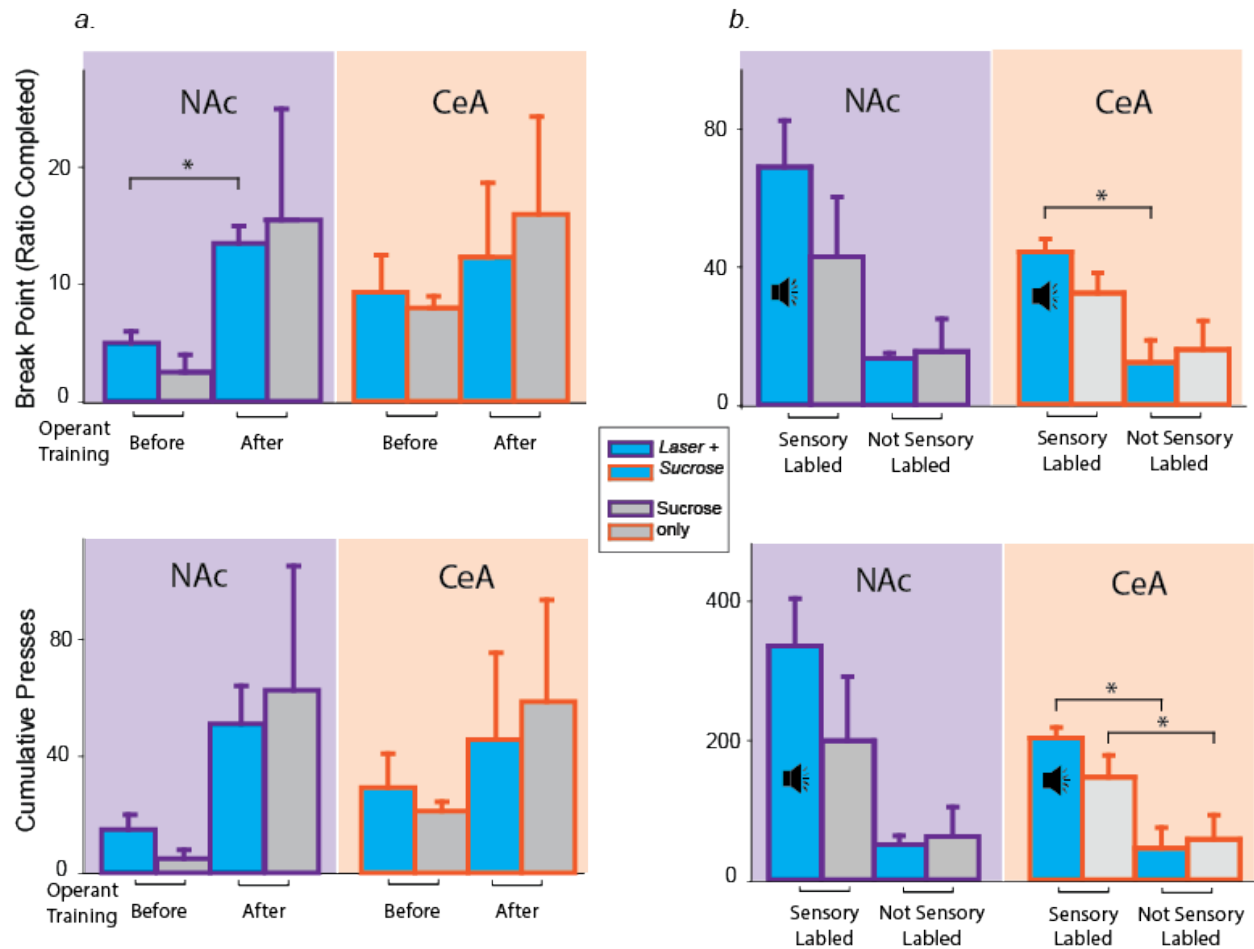 a.
NAc
CeA
*
20
10
0
Break Point (Ratio Completed)
Operant
Training
Before
After
Before
After
b.
NAc
CeA
*
80
40
0
Sensory
Labled
Not Sensory
Labled
Sensory
Labled
Not Sensory
Labled
Laser +
Sucrose
Sucrose
only
NAc
CeA
80
40
0
Cumulative Presses
Operant
Training
Before
After
Before
After
NAc
CeA
*
*
400
200
0
Sensory
Labled
Not Sensory
Labled
Sensory
Labled
Not Sensory
Labled